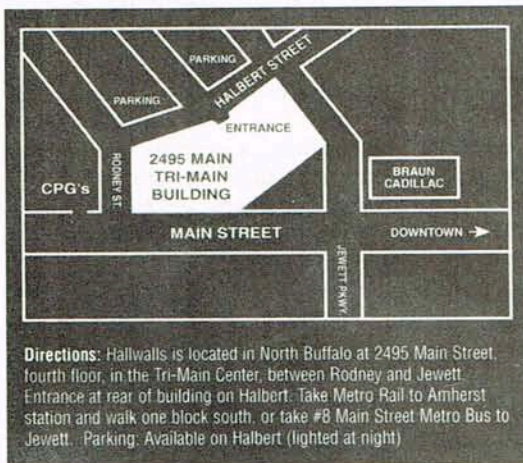 PARKING
HALBERT STREET
PARKING
ENTRANCE
2495 MAIN
TRI-MAIN
BUILDING
RODNEY ST.
CPG's
BRAUN
CADILLAC
MAIN STREET
DOWNTOWN
JEWETT PKWY.
Directions: Hallwalls is located in North Buffalo at 2495 Main Street,
fourth floor, in the Tri-Main Center, between Rodney and Jewett.
Entrance at rear of building on Halbert. Take Metro Rail to Amherst
station and walk one block south, or take #8 Main Street Metro Bus to
Jewett. Parking: Available on Halbert (lighted at night)